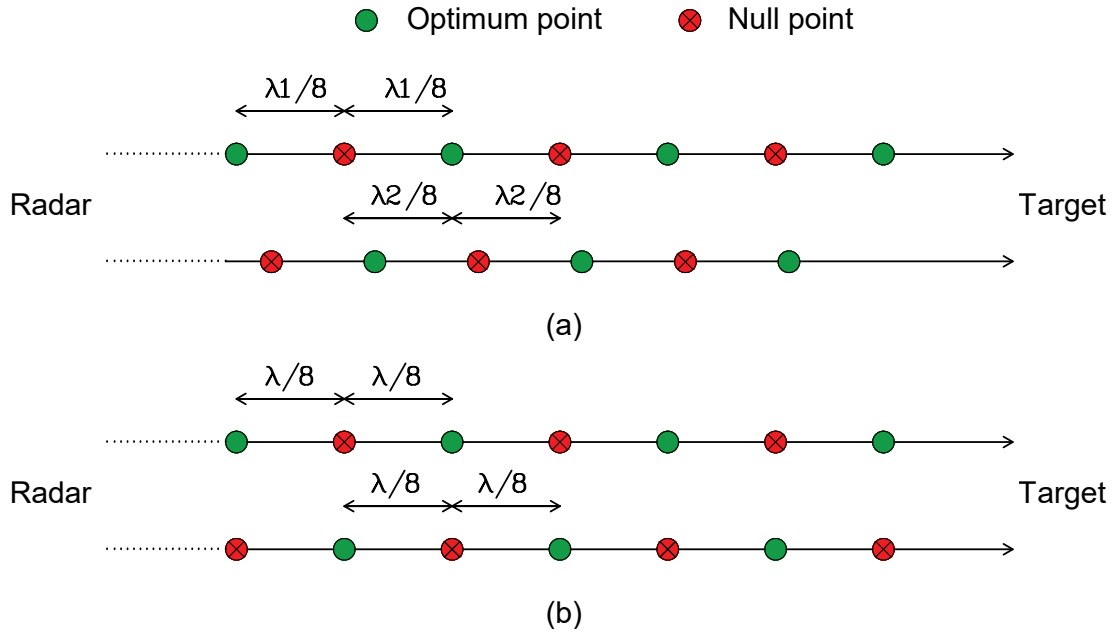 Optimum point Null point
λ1/8 λ1/8
Radar Target
λ2/8 λ2/8
(a)
λ/8 λ/8
Radar Target
λ/8 λ/8
(b)